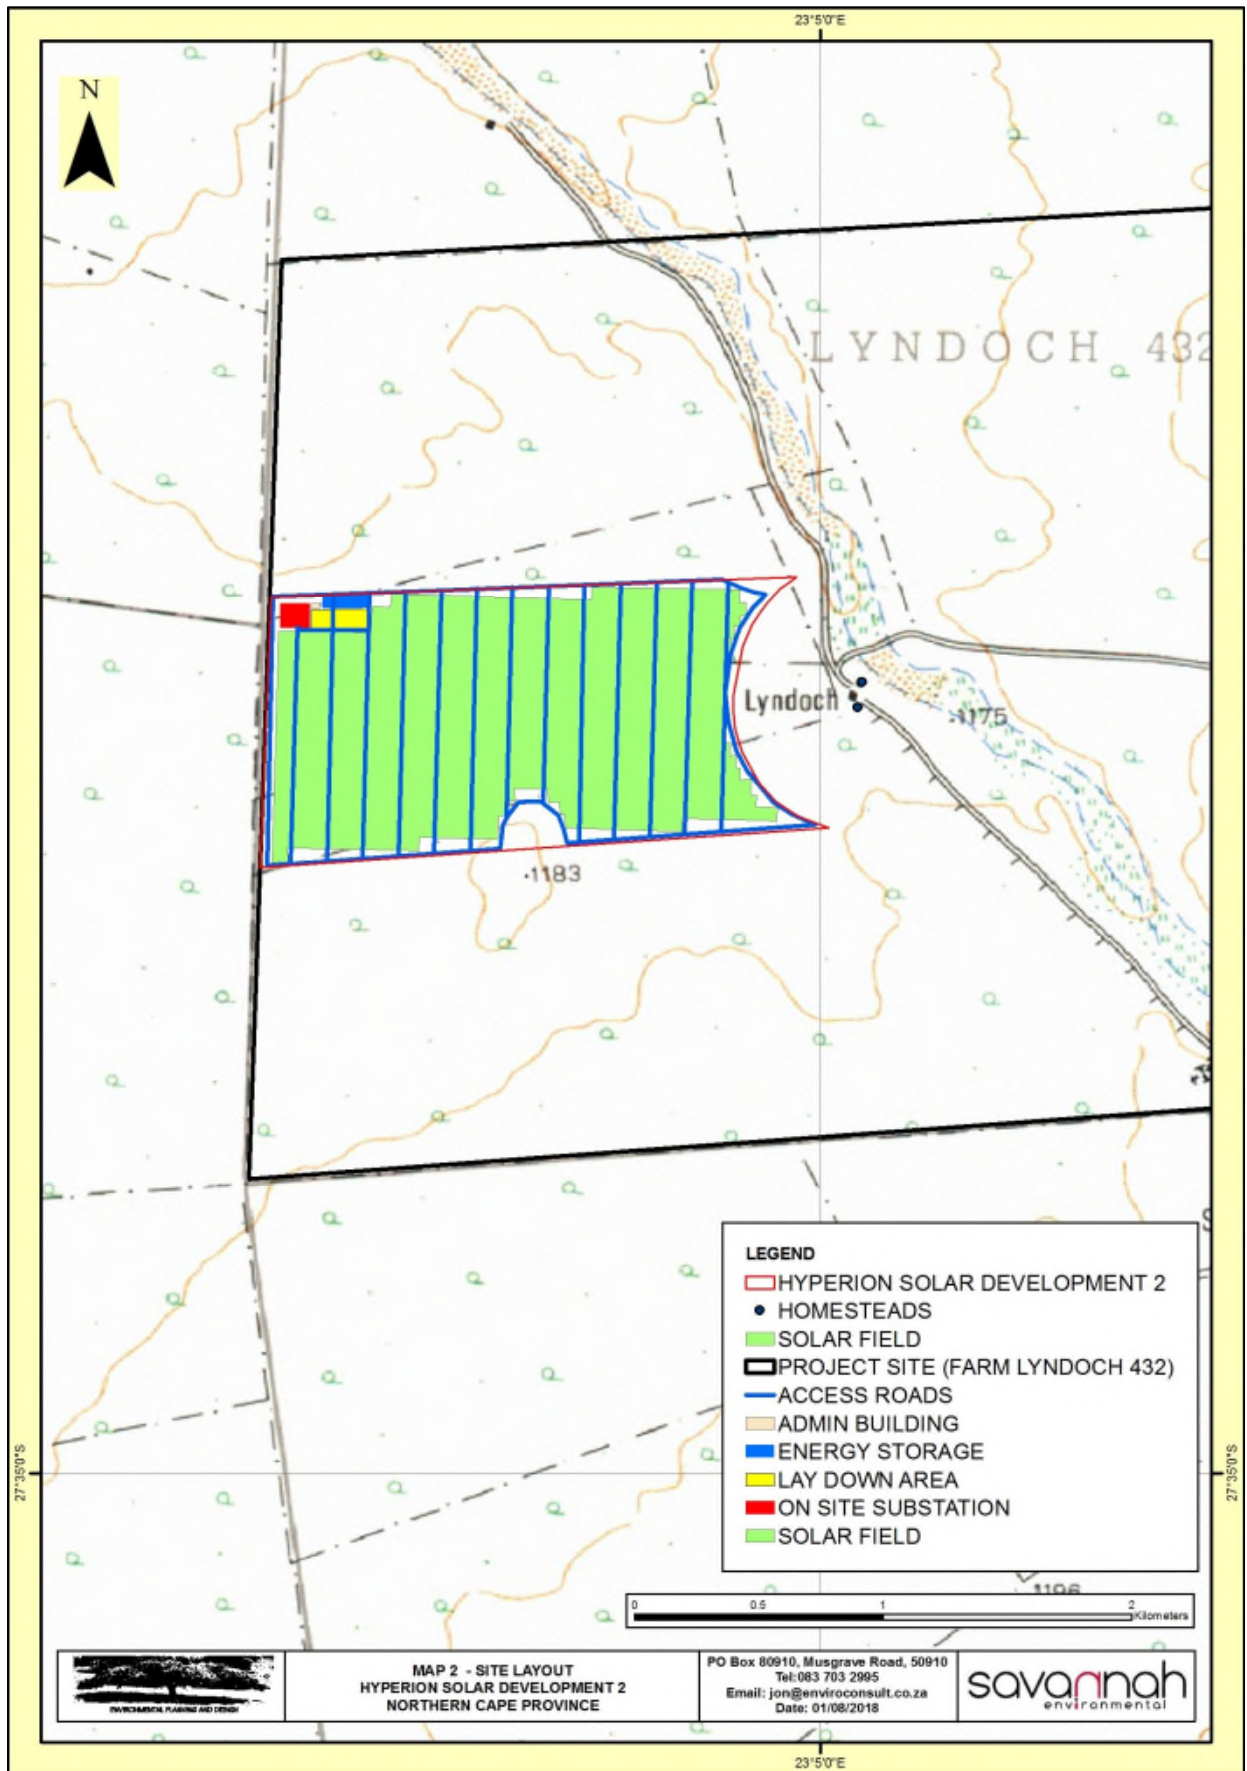 23°5'0"E
N
LYNDOCH 432
Lyndoch
·1175
·1183
LEGEND
HYPERION SOLAR DEVELOPMENT 2
HOMESTEADS
SOLAR FIELD
PROJECT SITE (FARM LYNDOCH 432)
ACCESS ROADS
ADMIN BUILDING
ENERGY STORAGE
LAY DOWN AREA
ON SITE SUBSTATION
SOLAR FIELD
27°35'0"S
27°35'0"S
1196
0 0.5 1 2
Kilometers
ENVIRONMENTAL PLANNING AND DESIGN
MAP 2 - SITE LAYOUT
HYPERION SOLAR DEVELOPMENT 2
NORTHERN CAPE PROVINCE
PO Box 80910, Musgrave Road, 50910
Tel:083 703 2995
Email: jon@enviroconsult.co.za
Date: 01/08/2018
savannah
environmental
23°5'0"E